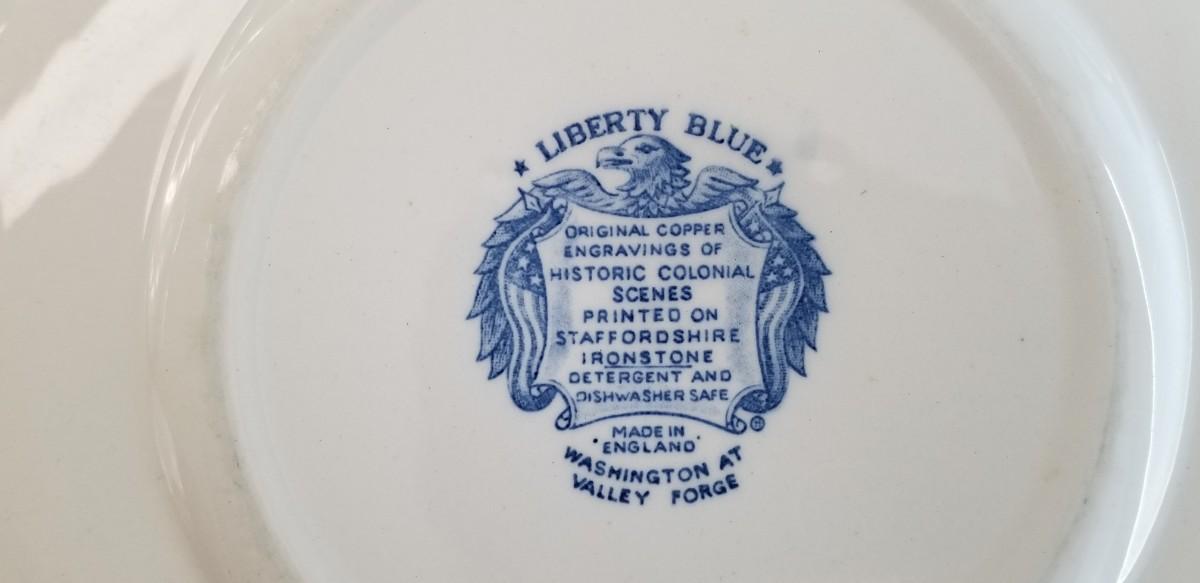 ★ LIBERTY BLUE ★
ORIGINAL COPPER
ENGRAVINGS OF
HISTORIC COLONIAL
SCENES
PRINTED ON
STAFFORDSHIRE
IRONSTONE
DETERGENT AND
DISHWASHER SAFE
MADE IN
ENGLAND
WASHINGTON AT
VALLEY FORGE